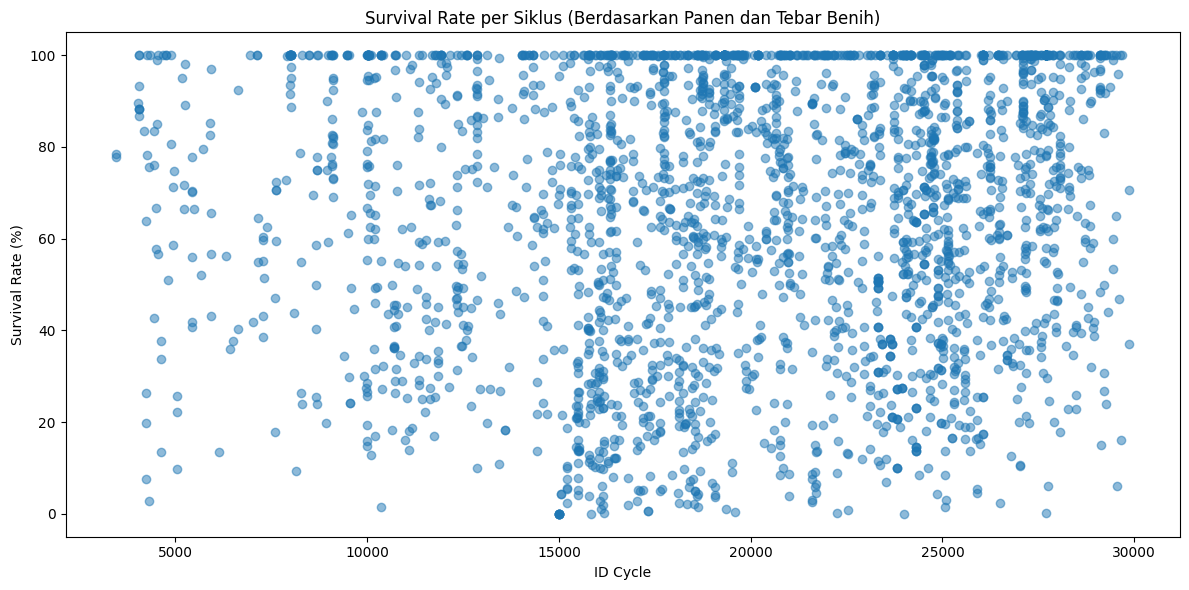 Survival Rate per Siklus (Berdasarkan Panen dan Tebar Benih)
Survival Rate (%)
100
80
60
40
20
0
5000 10000 15000 20000 25000 30000
ID Cycle